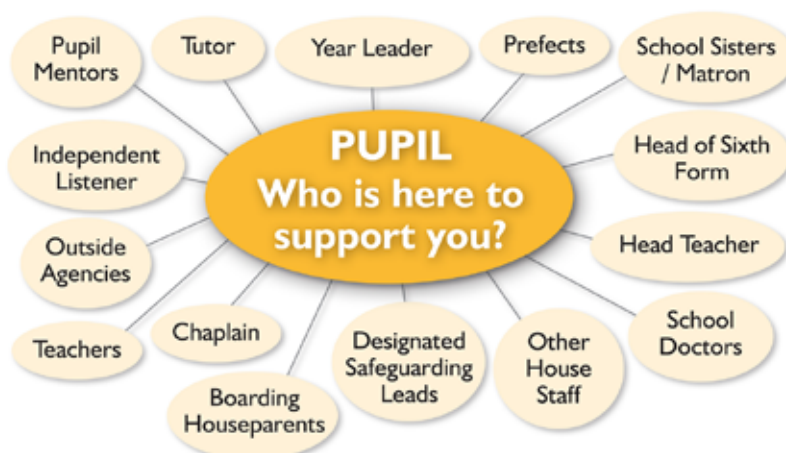 Pupil
Mentors
Tutor
Year Leader
Prefects
School Sisters
/ Matron
Independent
Listener
PUPIL
Who is here to
support you?
Head of Sixth
Form
Outside
Agencies
Head Teacher
Teachers
Chaplain
Boarding
Houseparents
Designated
Safeguarding
Leads
Other
House
Staff
School
Doctors